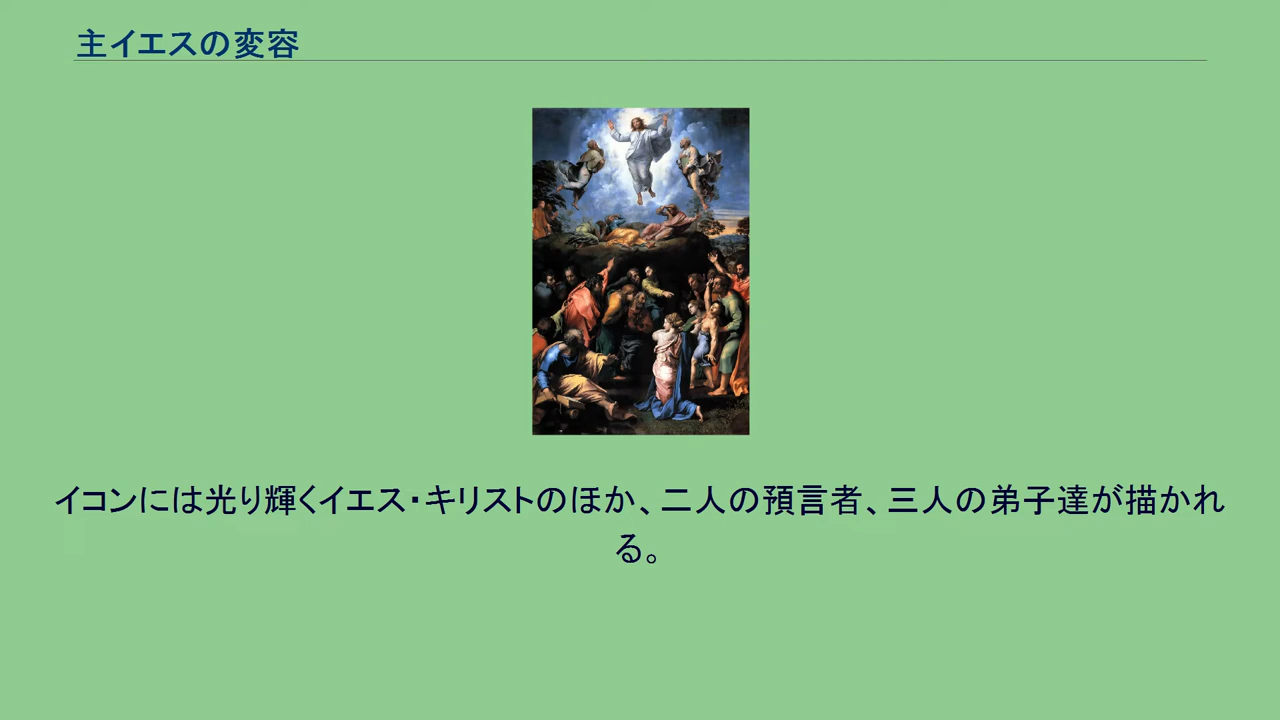 主イエスの変容
イコンには光り輝くイエス・キリストのほか、二人の預言者、三人の弟子達が描かれ
る。